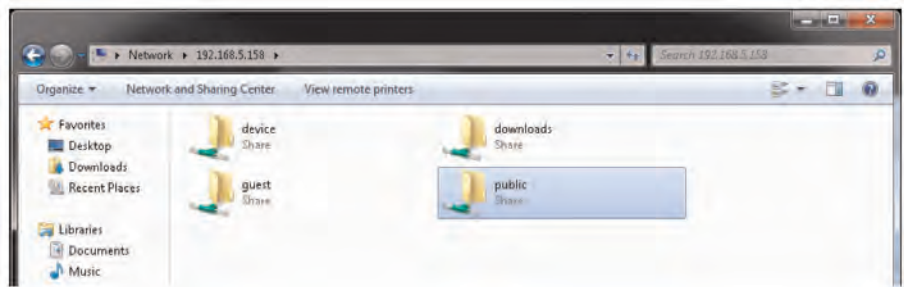 Network ▸ 192.168.5.158 ▸
Search 192.168.5.158
Organize
Network and Sharing Center
View remote printers
Favorites
Desktop
Downloads
Recent Places
Libraries
Documents
Music
device
Share
downloads
Share
guest
Share
public
Share